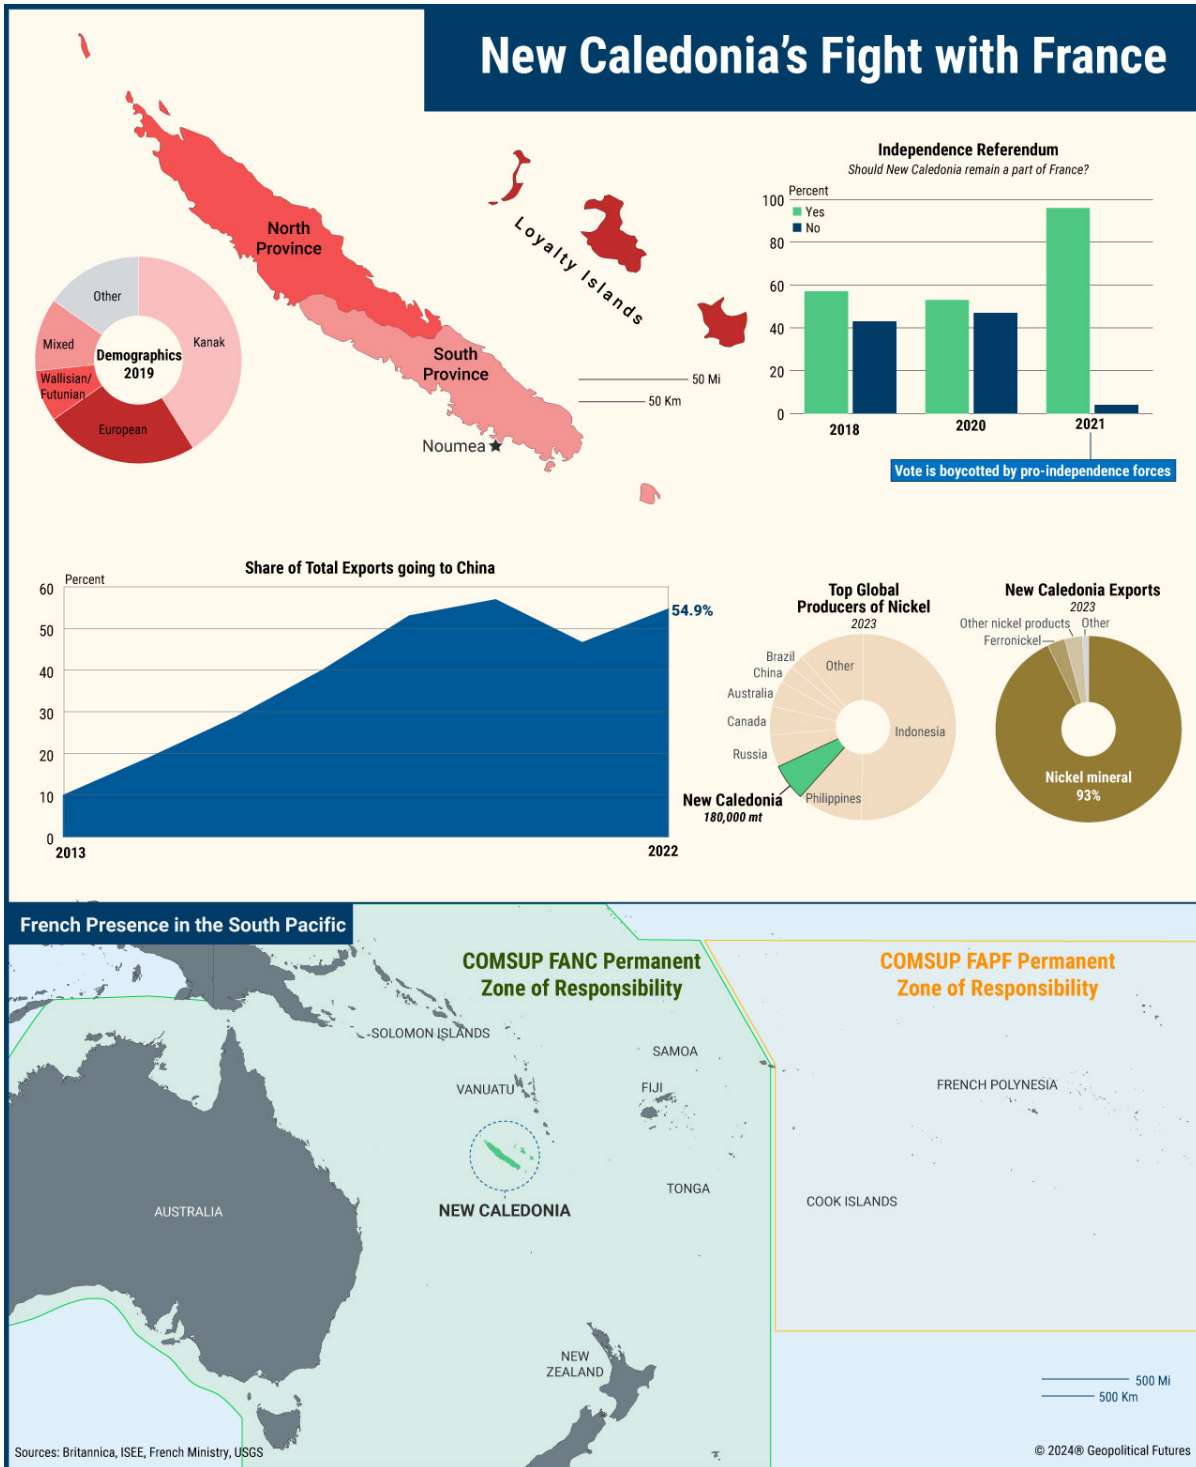 New Caledonia's Fight with France
North
Province
Loyalty Islands
South
Province
Noumea
50 Mi
50 Km
Other
Kanak
Mixed
Demographics
2019
Wallisian/
Futunian
European
Independence Referendum
Should New Caledonia remain a part of France?
Percent
100
80
60
40
20
0
Yes
No
2018
2020
2021
Vote is boycotted by pro-independence forces
Share of Total Exports going to China
Percent
60
50
40
30
20
10
0
54.9%
2013
2022
Top Global
Producers of Nickel
2023
Brazil
China
Australia
Canada
Russia
Other
Indonesia
Philippines
New Caledonia
180,000 mt
New Caledonia Exports
2023
Other nickel products
Other
Ferronickel
Nickel mineral
93%
French Presence in the South Pacific
COMSUP FANC Permanent
Zone of Responsibility
COMSUP FAPF Permanent
Zone of Responsibility
SOLOMON ISLANDS
SAMOA
VANUATU
FIJI
FRENCH POLYNESIA
TONGA
COOK ISLANDS
AUSTRALIA
NEW CALEDONIA
NEW
ZEALAND
500 Mi
500 Km
Sources: Britannica, ISEE, French Ministry, USGS
© 2024® Geopolitical Futures